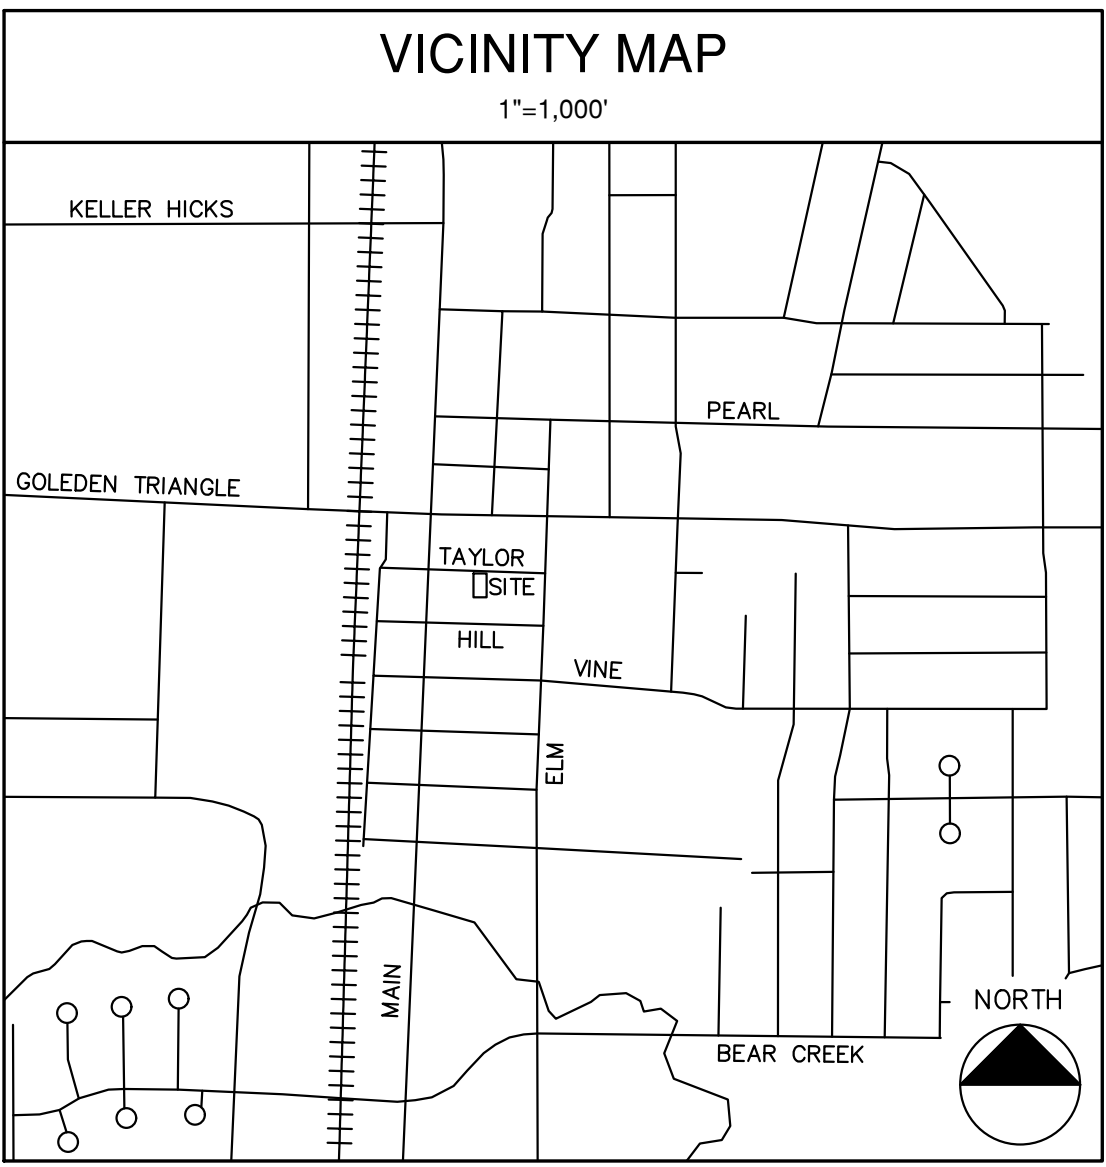 VICINITY MAP
1"=1,000'
KELLER HICKS
PEARL
GOLEDEN TRIANGLE
TAYLOR
SITE
HILL
VINE
ELM
MAIN
NORTH
BEAR CREEK